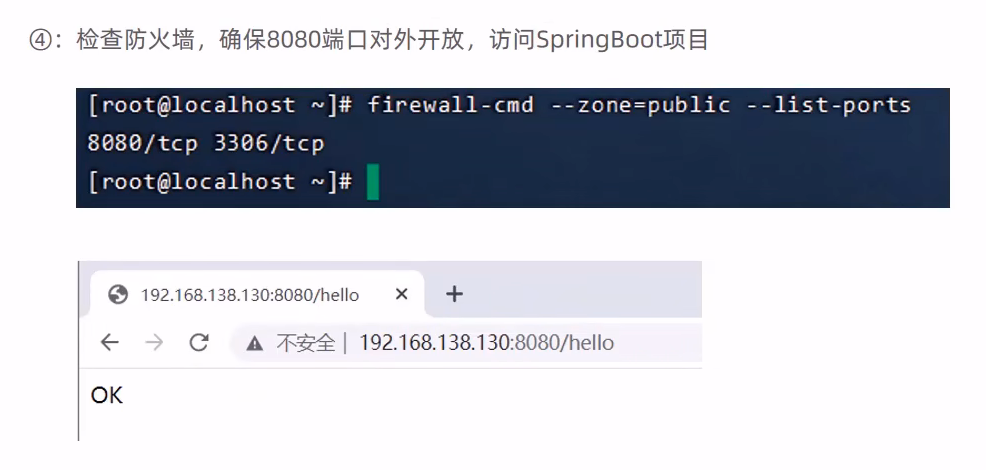 ④：检查防火墙，确保8080端口对外开放，访问SpringBoot项目
[root@localhost ~]# firewall-cmd --zone=public --list-ports
8080/tcp 3306/tcp
[root@localhost ~]#
192.168.138.130:8080/hello
不安全 | 192.168.138.130:8080/hello
OK